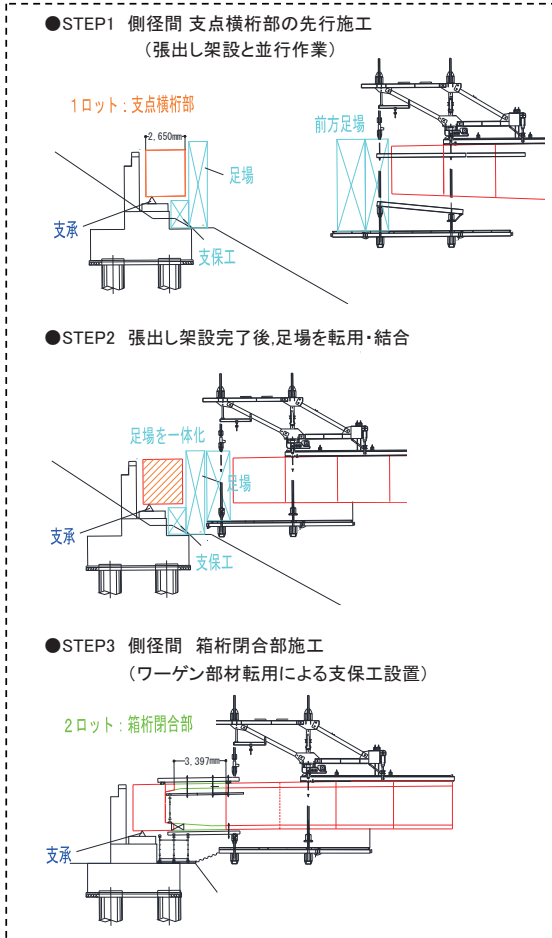 ●STEP1 側径間 支点横桁部の先行施工
（張出し架設と並行作業）
1ロット：支点横桁部
2,650mm
足場
前方足場
支承
支保工
●STEP2 張出し架設完了後,足場を転用・結合
足場を一体化
足場
支承
支保工
●STEP3 側径間 箱桁閉合部施工
（ワーゲン部材転用による支保工設置）
2ロット：箱桁閉合部
3,397mm
支承